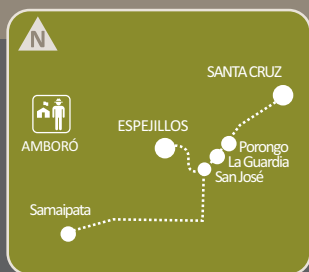 N
SANTA CRUZ
ESPEJILLOS
AMBORÓ
Porongo
La Guardia
San José
Samaipata